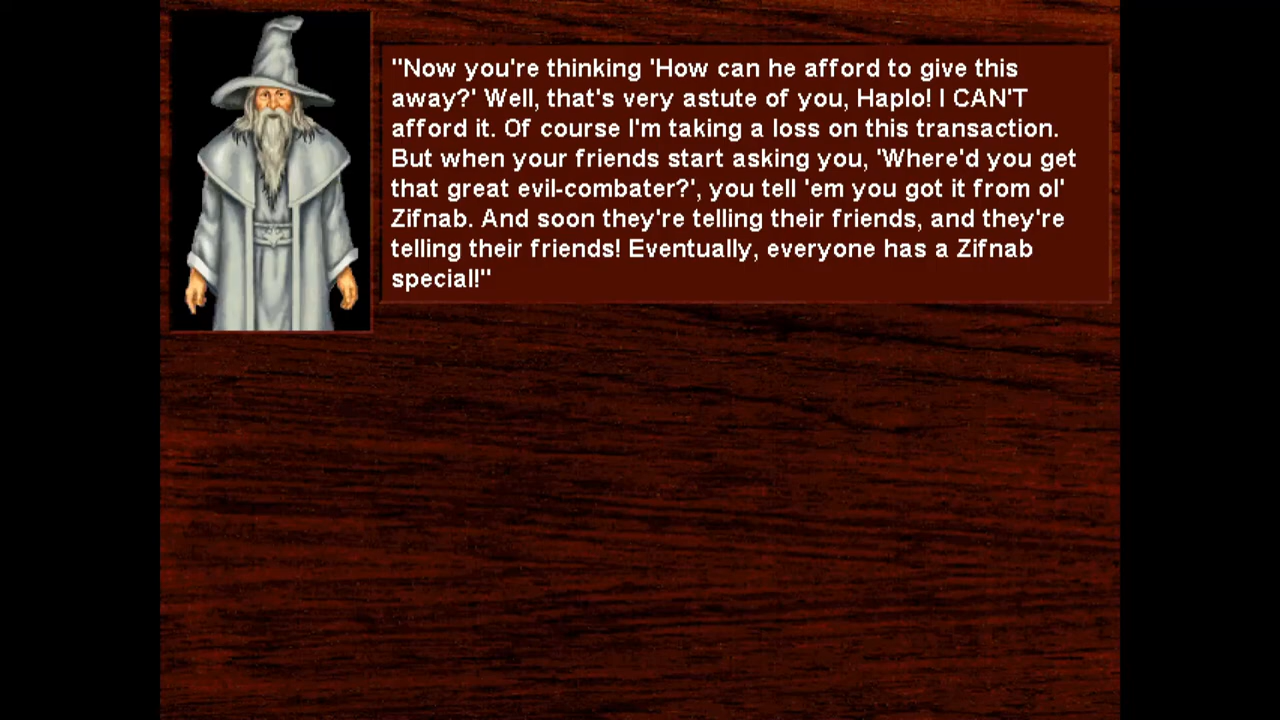 "Now you're thinking 'How can he afford to give this
away?' Well, that's very astute of you, Haplo! I CAN'T
afford it. Of course I'm taking a loss on this transaction.
But when your friends start asking you, 'Where'd you get
that great evil-combater?', you tell 'em you got it from ol'
Zifnab. And soon they're telling their friends, and they're
telling their friends! Eventually, everyone has a Zifnab
special!"